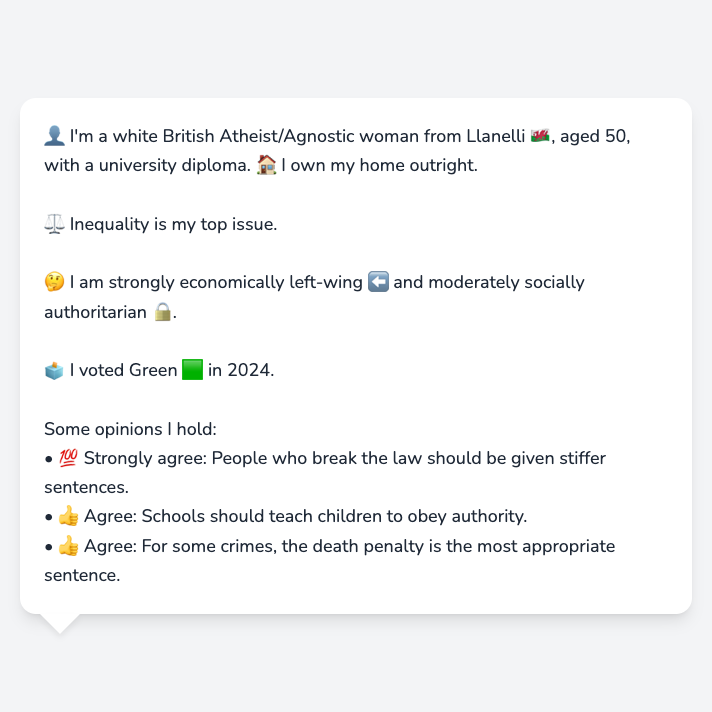 👤 I'm a white British Atheist/Agnostic woman from Llanelli 🏴󠁧󠁢󠁷󠁬󠁳󠁿, aged 50,
with a university diploma. 🏠 I own my home outright.
⚖️ Inequality is my top issue.
🤔 I am strongly economically left-wing ⬅️ and moderately socially
authoritarian 🔒.
🗳️ I voted Green 🟩 in 2024.
Some opinions I hold:
• 💯 Strongly agree: People who break the law should be given stiffer
sentences.
• 👍 Agree: Schools should teach children to obey authority.
• 👍 Agree: For some crimes, the death penalty is the most appropriate
sentence.